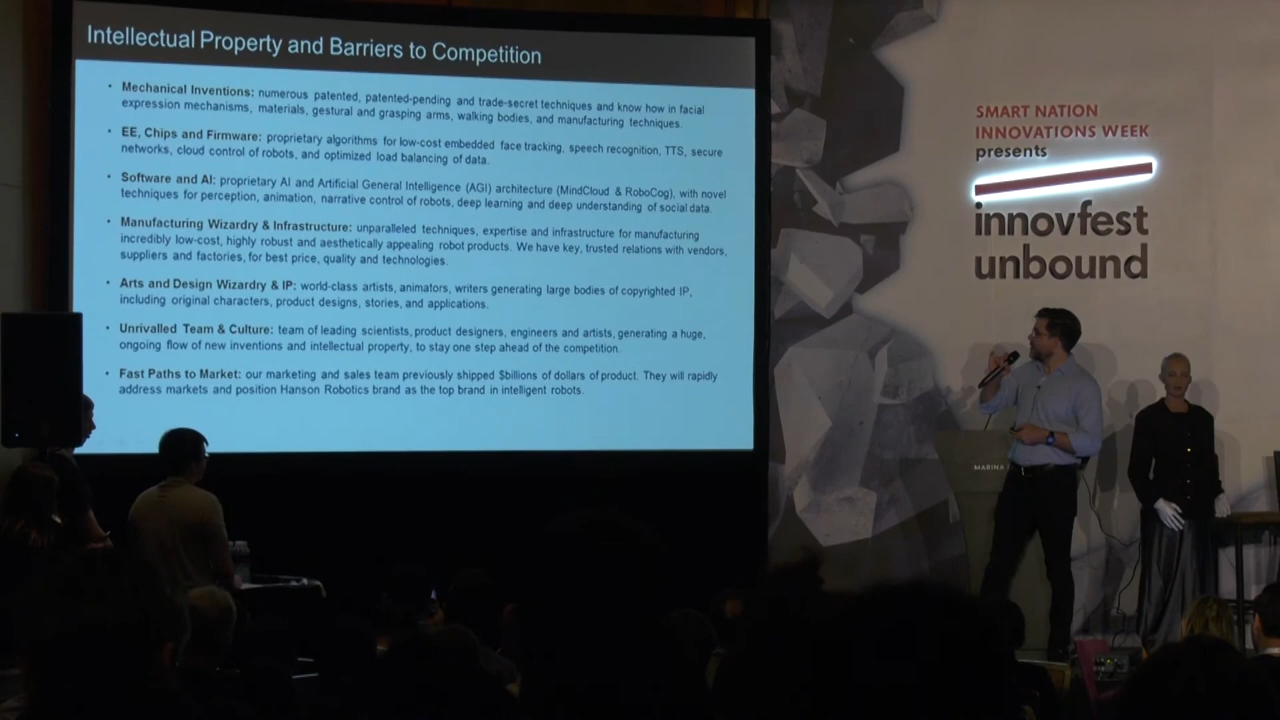 Intellectual Property and Barriers to Competition
• Mechanical Inventions: numerous patented, patented-pending and trade-secret techniques and know how in facial
expression mechanisms, materials, gestural and grasping arms, walking bodies, and manufacturing techniques.
• EE, Chips and Firmware: proprietary algorithms for low-cost embedded face tracking, speech recognition, TTS, secure
networks, cloud control of robots, and optimized load balancing of data.
• Software and AI: proprietary AI and Artificial General Intelligence (AGI) architecture (MindCloud & RoboCog), with novel
techniques for perception, animation, narrative control of robots, deep learning and deep understanding of social data.
• Manufacturing Wizardry & Infrastructure: unparalleled techniques, expertise and infrastructure for manufacturing
incredibly low-cost, highly robust and aesthetically appealing robot products. We have key, trusted relations with vendors,
suppliers and factories, for best price, quality and technologies.
• Arts and Design Wizardry & IP: world-class artists, animators, writers generating large bodies of copyrighted IP,
including original characters, product designs, stories, and applications.
• Unrivalled Team & Culture: team of leading scientists, product designers, engineers and artists, generating a huge,
ongoing flow of new inventions and intellectual property, to stay one step ahead of the competition.
• Fast Paths to Market: our marketing and sales team previously shipped $billions of dollars of product. They will rapidly
address markets and position Hanson Robotics brand as the top brand in intelligent robots.
SMART NATION
INNOVATIONS WEEK
presents
innovfest
unbound
MARINA